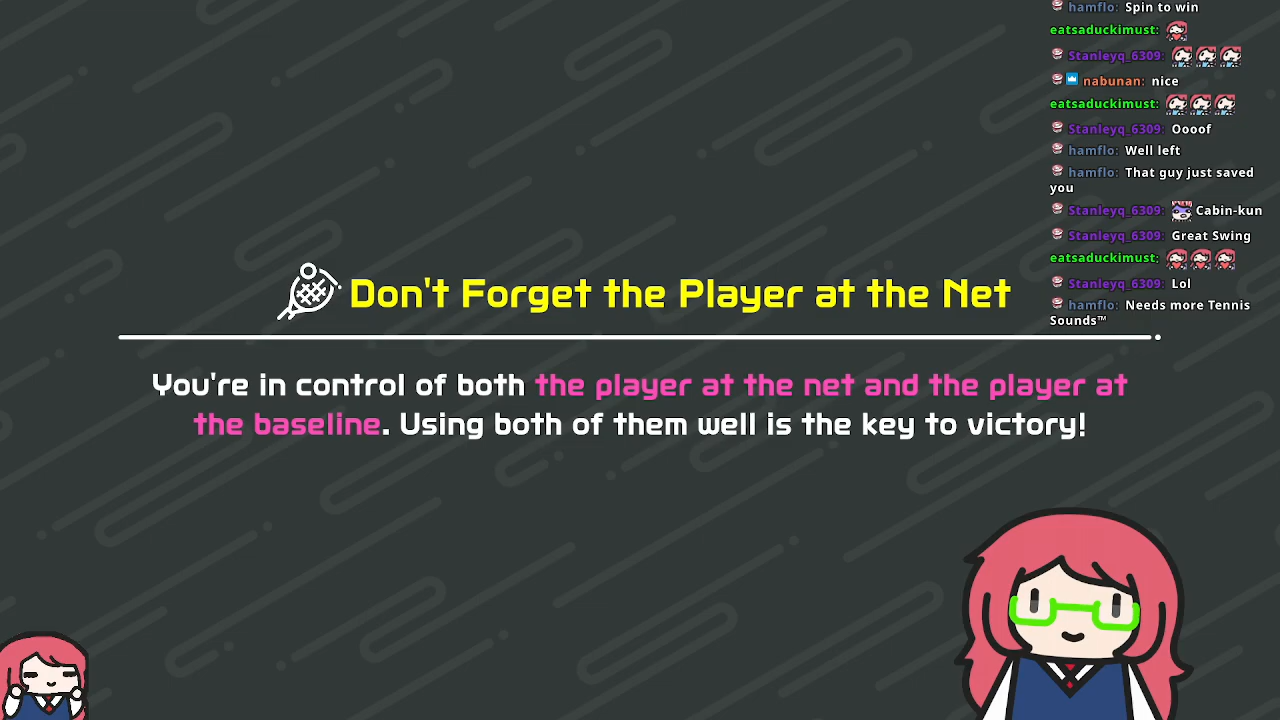 hamflo: Spin to win
eatsaduckimust:
Stanleyq_6309:
nabunan: nice
eatsaduckimust:
Stanleyq_6309: Oooof
hamflo: Well left
hamflo: That guy just saved
you
Stanleyq_6309: Cabin-kun
Stanleyq_6309: Great Swing
eatsaduckimust:
Stanleyq_6309: Lol
hamflo: Needs more Tennis
Sounds™
Don't Forget the Player at the Net
You're in control of both the player at the net and the player at
the baseline. Using both of them well is the key to victory!